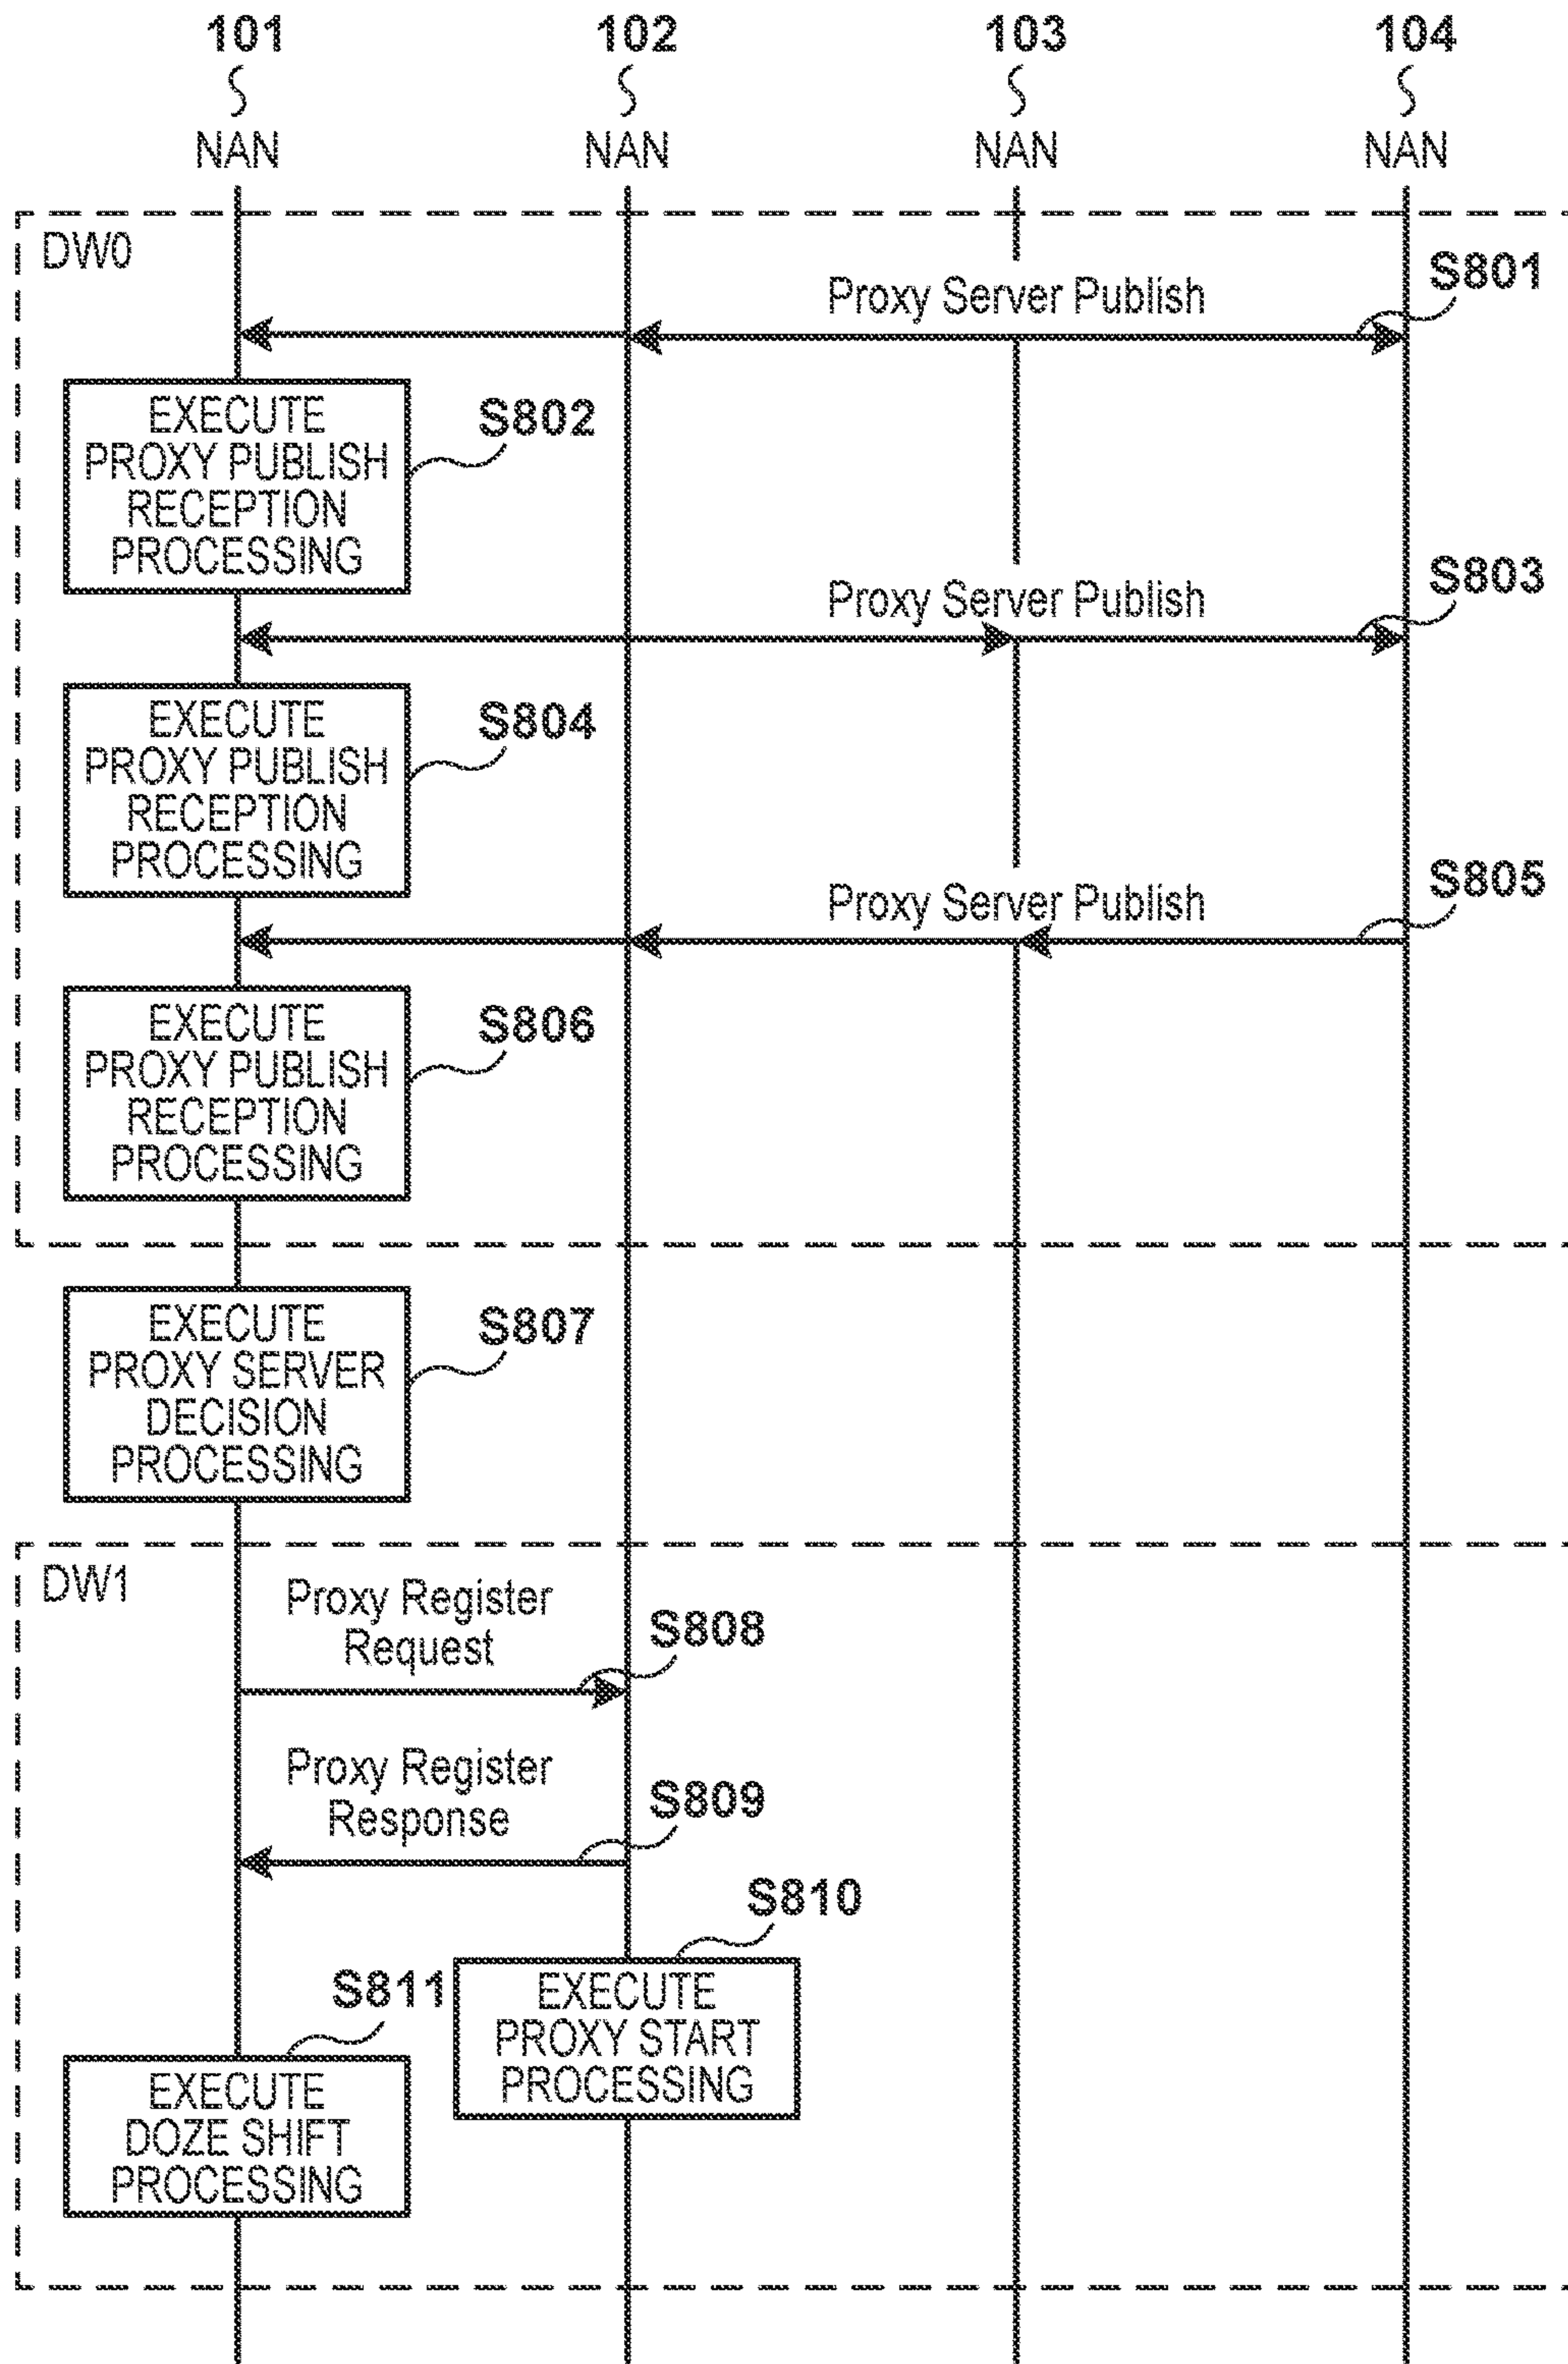 101
102
103
104
NAN
NAN
NAN
NAN
DW0
Proxy Server Publish
S801
EXECUTE
PROXY PUBLISH
RECEPTION
PROCESSING
S802
Proxy Server Publish
S803
EXECUTE
PROXY PUBLISH
RECEPTION
PROCESSING
S804
Proxy Server Publish
S805
EXECUTE
PROXY PUBLISH
RECEPTION
PROCESSING
S806
EXECUTE
PROXY SERVER
DECISION
PROCESSING
S807
DW1
Proxy Register
Request
S808
Proxy Register
Response
S809
S810
EXECUTE
PROXY START
PROCESSING
S811
EXECUTE
DOZE SHIFT
PROCESSING